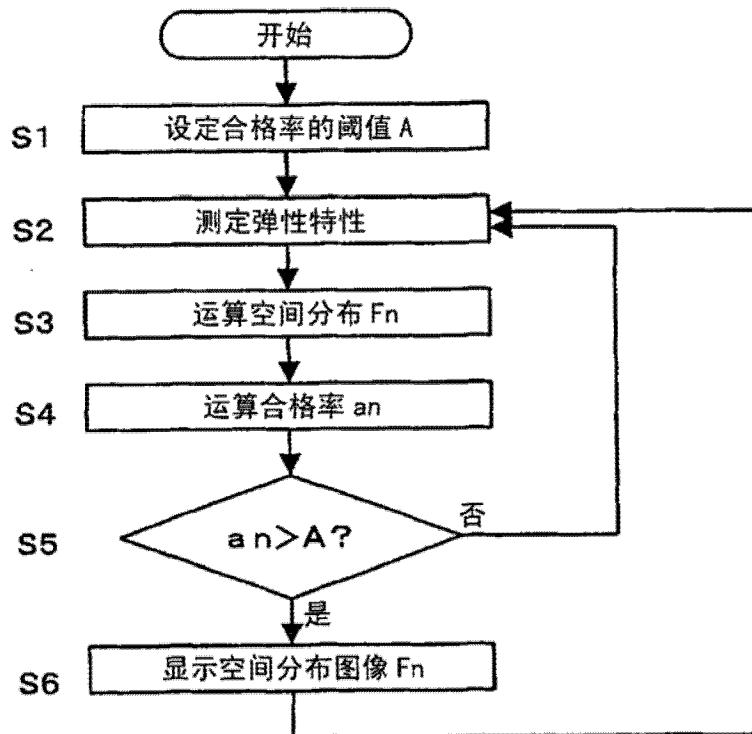 开始
S1 设定合格率的阈值 A
S2 测定弹性特性
S3 运算空间分布 Fn
S4 运算合格率 an
S5 an>A? 否
是
S6 显示空间分布图像 Fn